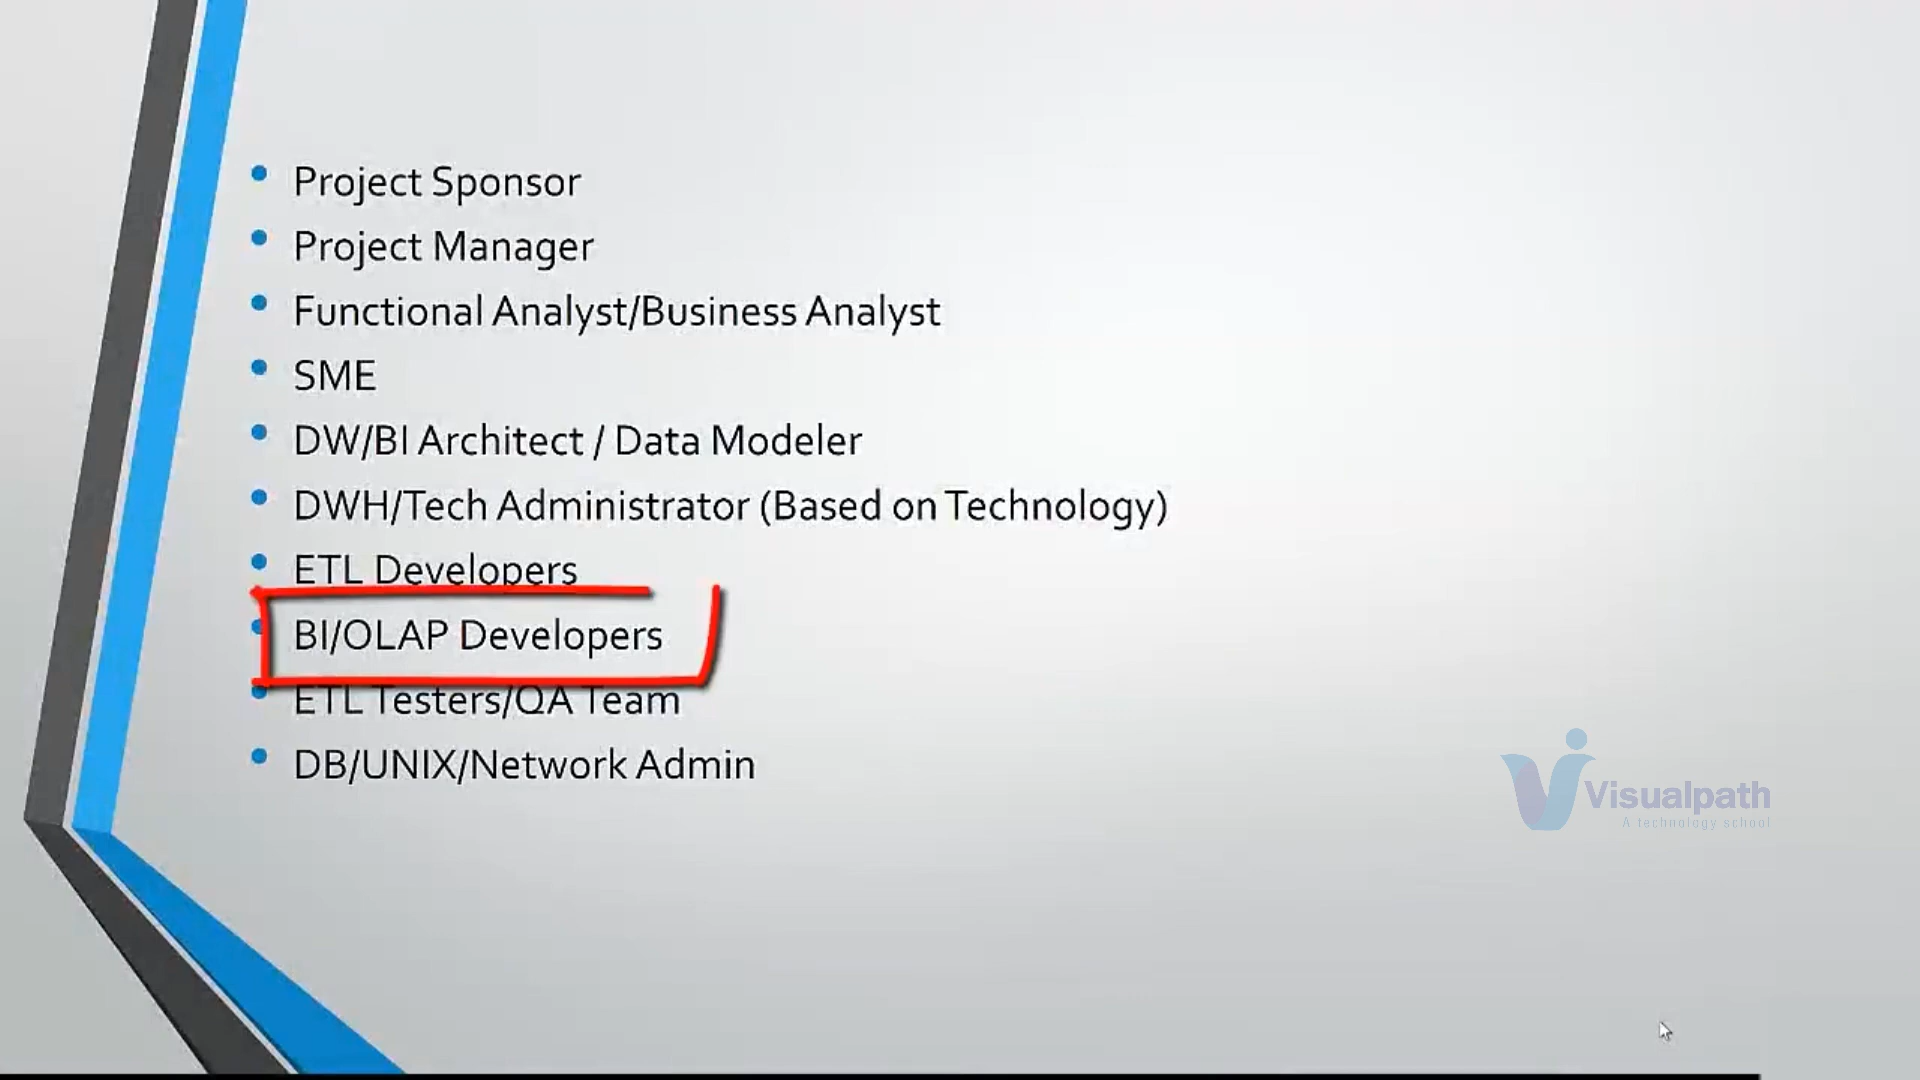 Project Sponsor
Project Manager
Functional Analyst/Business Analyst
SME
DW/BI Architect / Data Modeler
DWH/Tech Administrator (Based on Technology)
ETL Developers
BI/OLAP Developers
ETL Testers/QA Team
DB/UNIX/Network Admin
Visualpath
A technology school